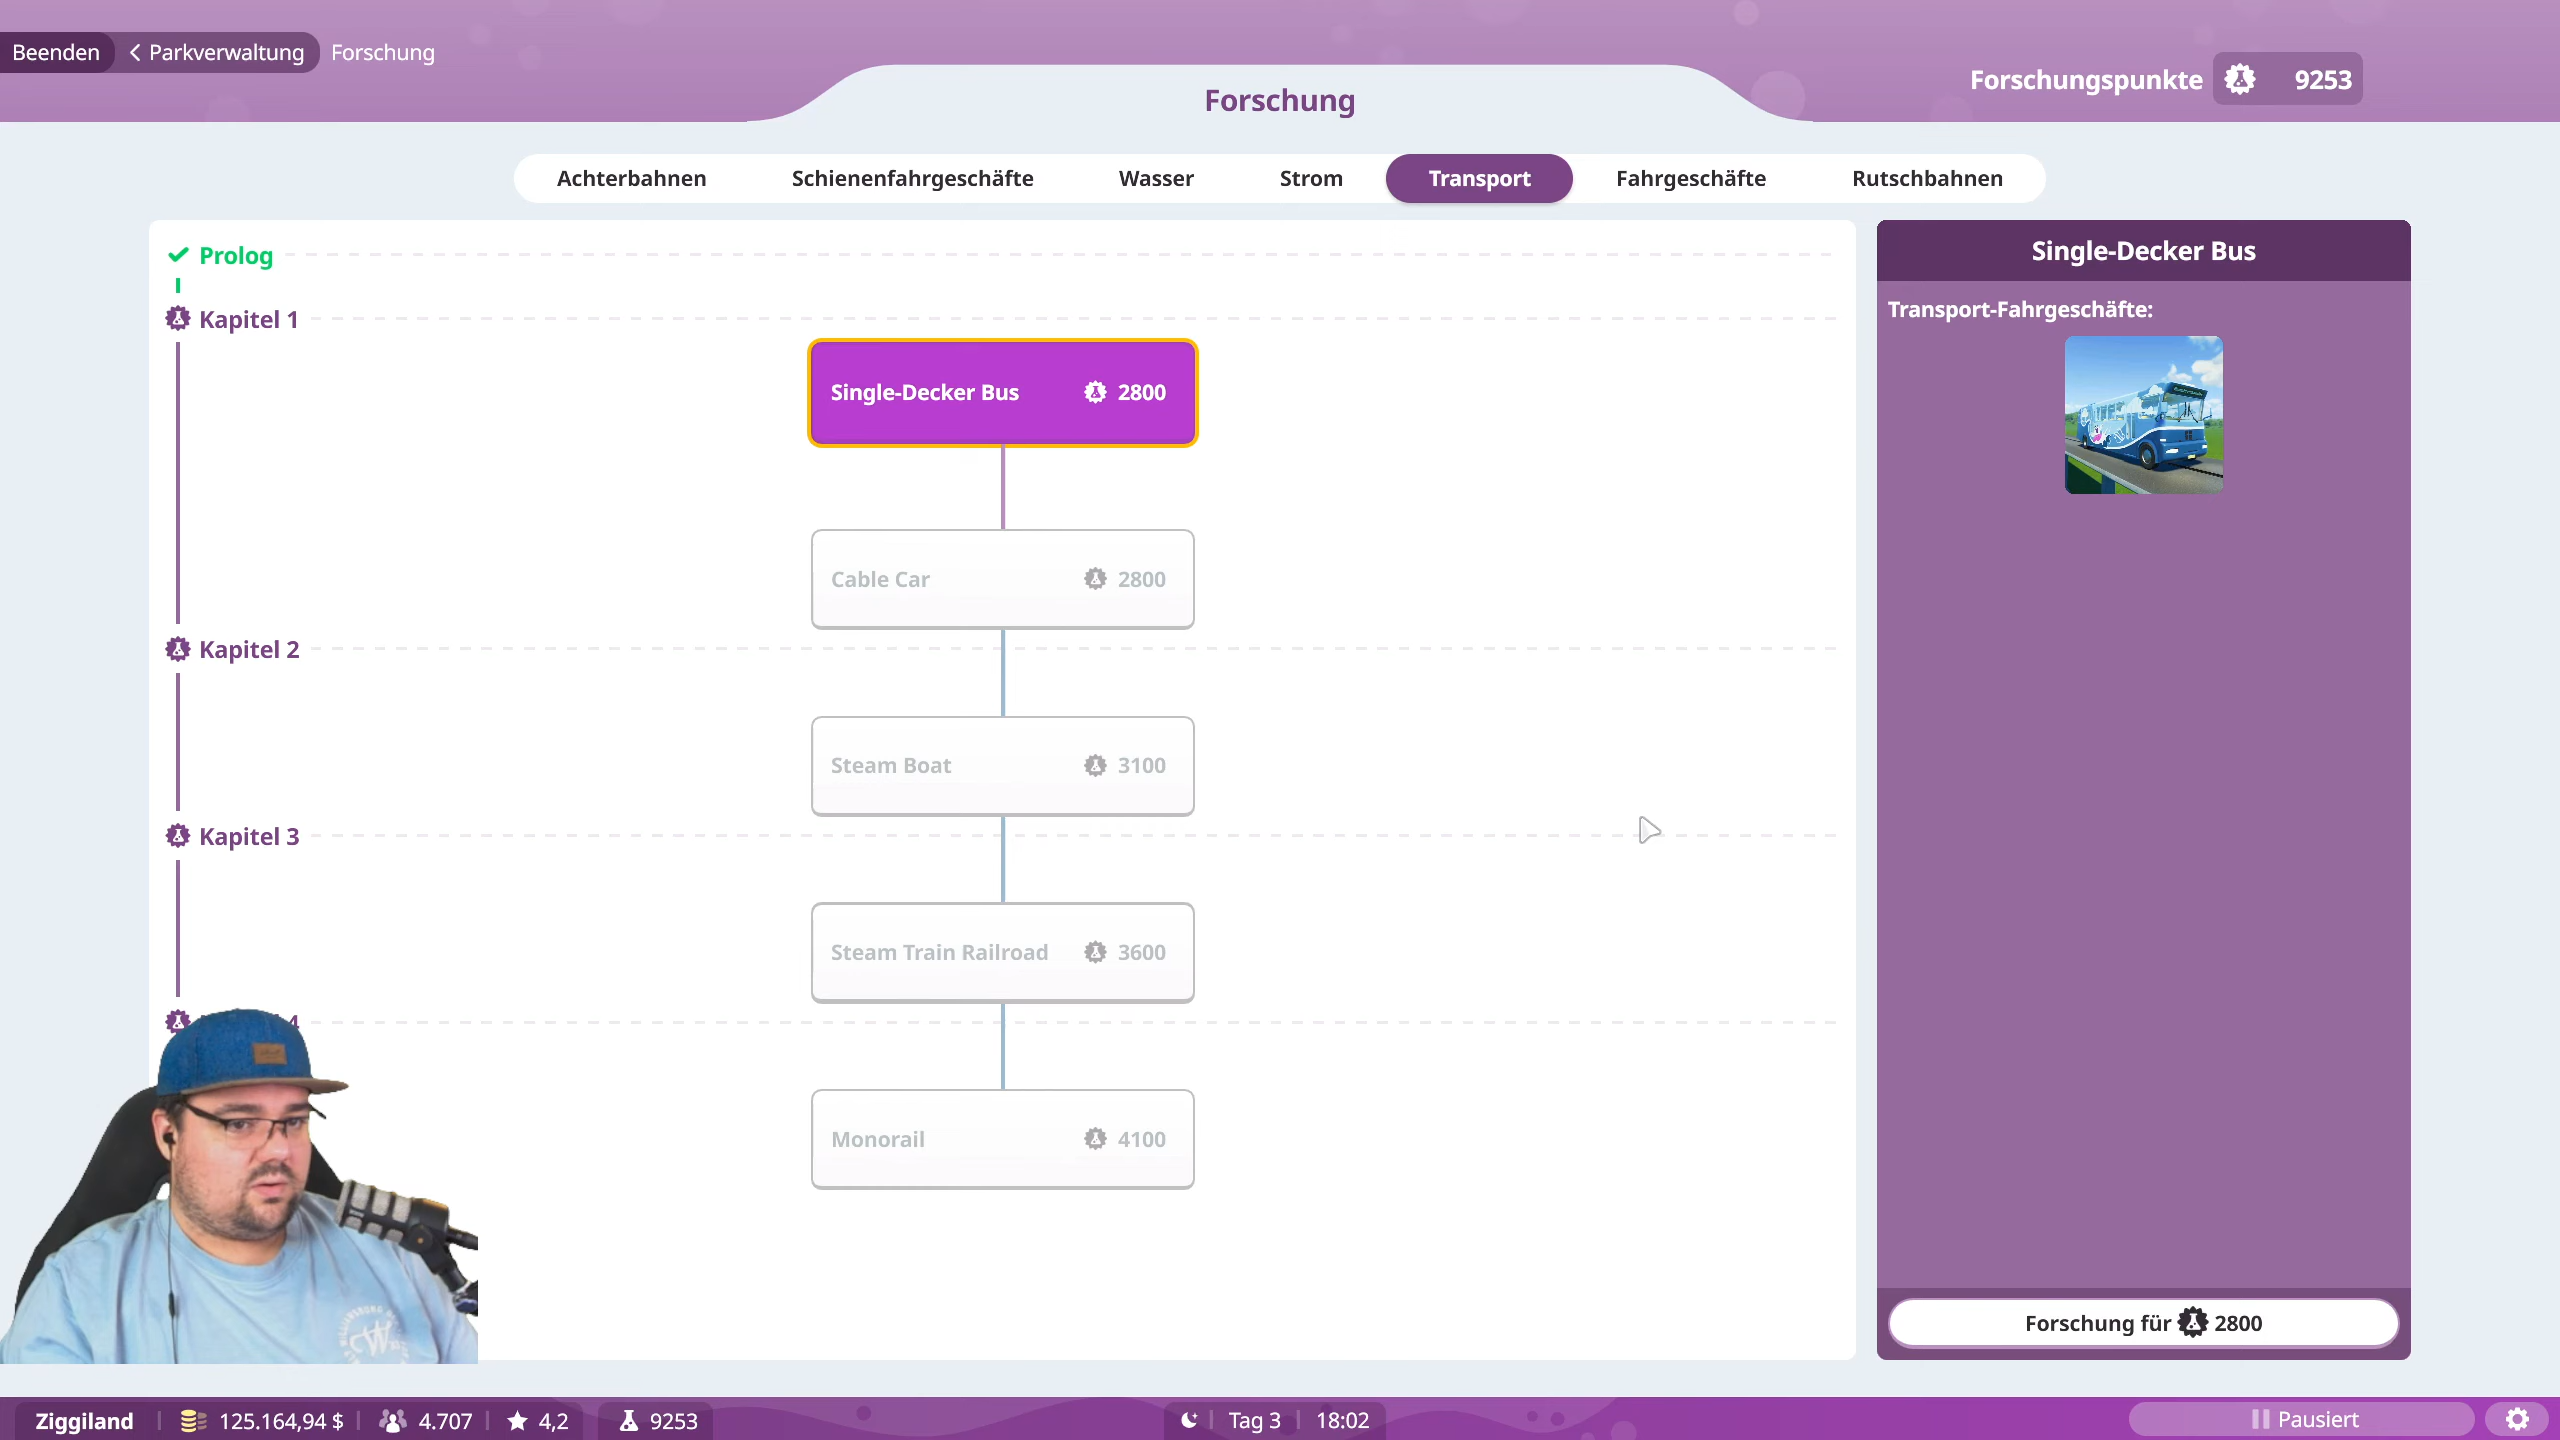 Beenden
Parkverwaltung
Forschung
Forschungspunkte 9253
Forschung
Achterbahnen
Schienenfahrgeschäfte
Wasser
Strom
Transport
Fahrgeschäfte
Rutschbahnen
Prolog
Kapitel 1
Single-Decker Bus 2800
Cable Car 2800
Kapitel 2
Steam Boat 3100
Kapitel 3
Steam Train Railroad 3600
4
Monorail 4100
Single-Decker Bus
Transport-Fahrgeschäfte:
Forschung für 2800
W
Ziggiland
125.164,94 $
4.707
4,2
9253
Tag 3
18:02
Pausiert